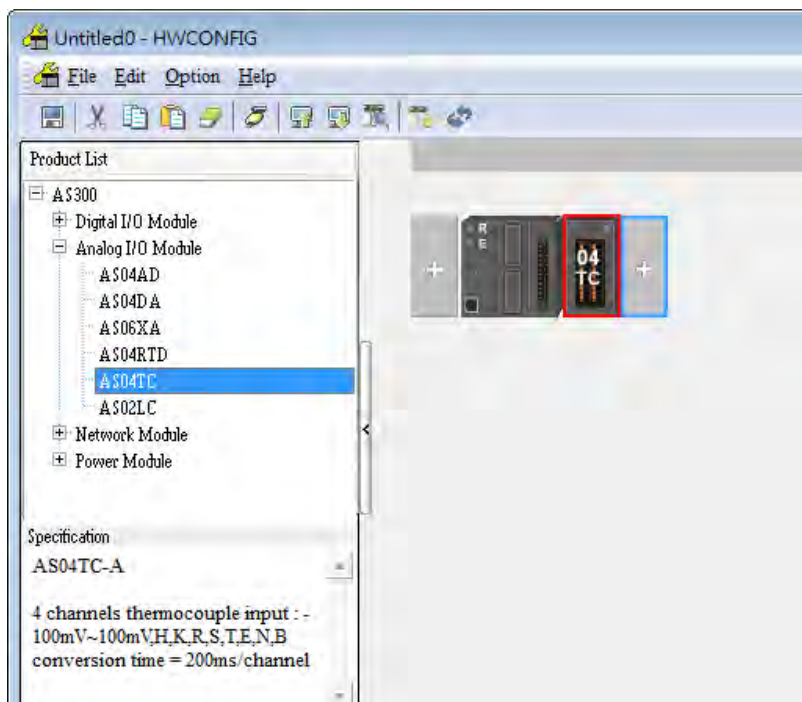 Untitled0 - HWCONFIG
File Edit Option Help
Product List
AS300
Digital I/O Module
Analog I/O Module
AS04AD
AS04DA
AS06XA
AS04RTD
AS04TC
AS02LC
Network Module
Power Module
R
E
04
TC
Specification
AS04TC-A
4 channels thermocouple input : -
100mV~100mV,H,K,R,S,T,E,N,B
conversion time = 200ms/channel